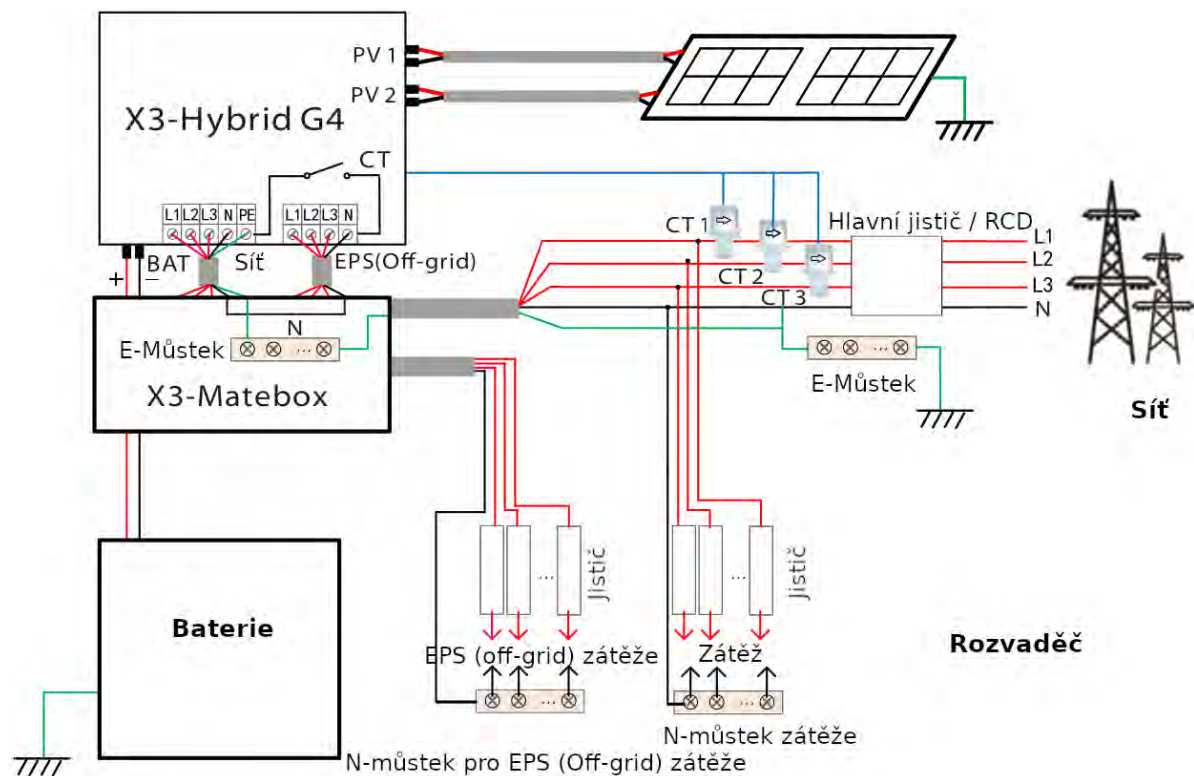 PV 1
PV 2
X3-Hybrid G4
CT
L1 L2 L3 N PE
L1 L2 L3 N
BAT
Síť
EPS(Off-grid)
+
–
CT 1
CT 2
CT 3
Hlavní jistič / RCD
L1
L2
L3
N
N
E-Můstek
...
X3-Matebox
...
E-Můstek
Síť
Baterie
...
Jistič
...
Jistič
EPS (off-grid) zátěže
Zátěž
Rozvaděč
...
...
N-můstek zátěže
N-můstek pro EPS (Off-grid) zátěže